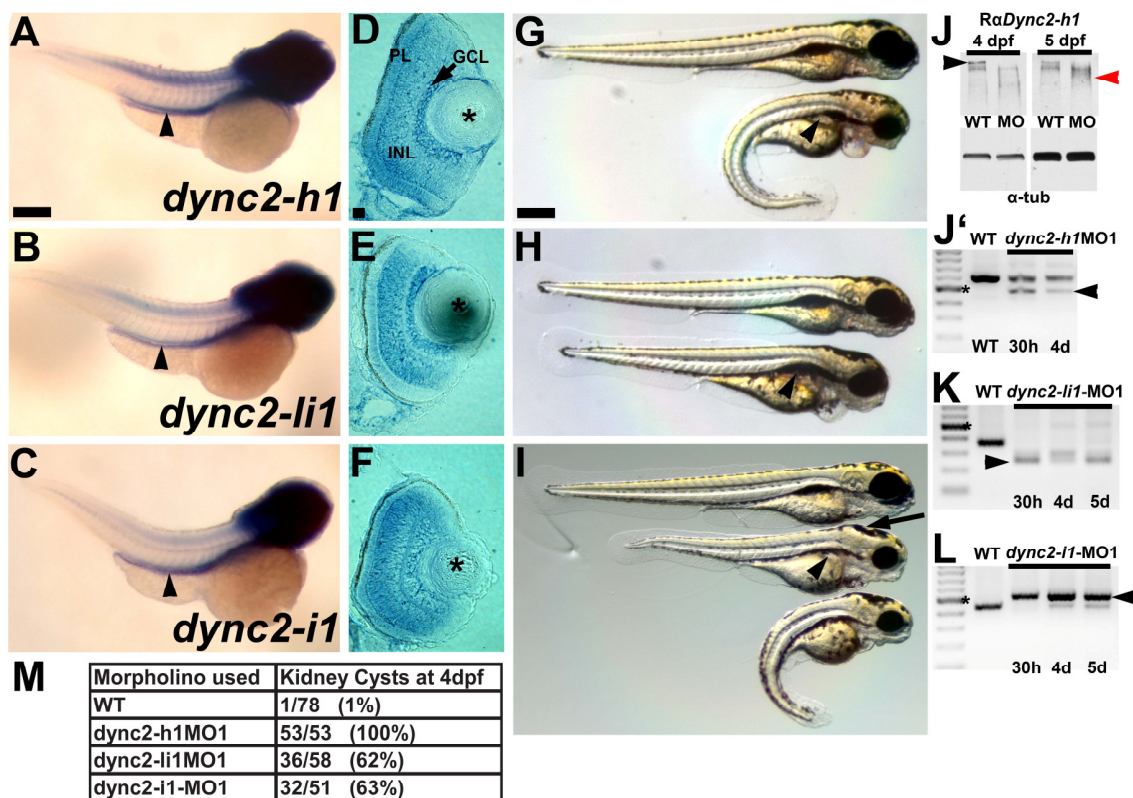 A
dync2-h1
B
dync2-li1
C
dync2-i1
D
PL
GCL
*
INL
E
*
F
*
G
H
I
J
RαDync2-h1
4 dpf 5 dpf
WT MO WT MO
α-tub
J‘
WT dync2-h1MO1
*
WT 30h 4d
K
WT dync2-li1-MO1
*
30h 4d 5d
L
WT dync2-i1-MO1
*
30h 4d 5d
M
Morpholino used Kidney Cysts at 4dpf
WT 1/78 (1%)
dync2-h1MO1 53/53 (100%)
dync2-li1MO1 36/58 (62%)
dync2-i1-MO1 32/51 (63%)